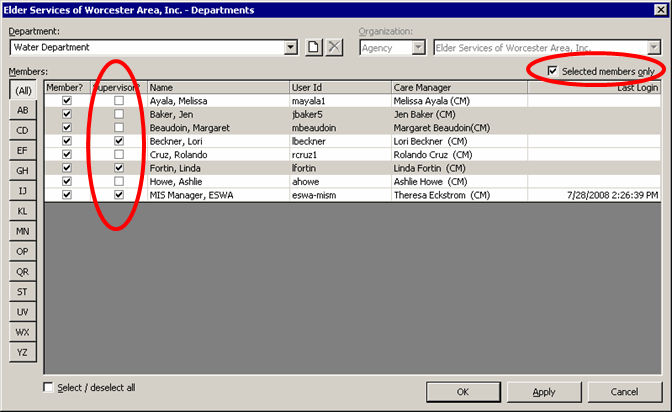 Elder Services of Worcester Area, Inc. - Departments
Department: Organization:
Water Department Agency Elder Services of Worcester Area, Inc.
Members: Selected members only
(All) Member? Supervisor? Name User Id Care Manager Last Login
Ayala, Melissa mayala1 Melissa Ayala (CM)
AB Baker, Jen jbaker5 Jen Baker (CM)
CD Beaudoin, Margaret mbeaudoin Margaret Beaudoin(CM)
EF Beckner, Lori lbeckner Lori Beckner (CM)
Cruz, Rolando rcruz1 Rolando Cruz (CM)
GH Fortin, Linda lfortin Linda Fortin (CM)
IJ Howe, Ashlie ahowe Ashlie Howe (CM)
MIS Manager, ESWA eswa-mism Theresa Eckstrom (CM) 7/28/2008 2:26:39 PM
KL
MN
OP
QR
ST
UV
WX
YZ
Select / deselect all OK Apply Cancel